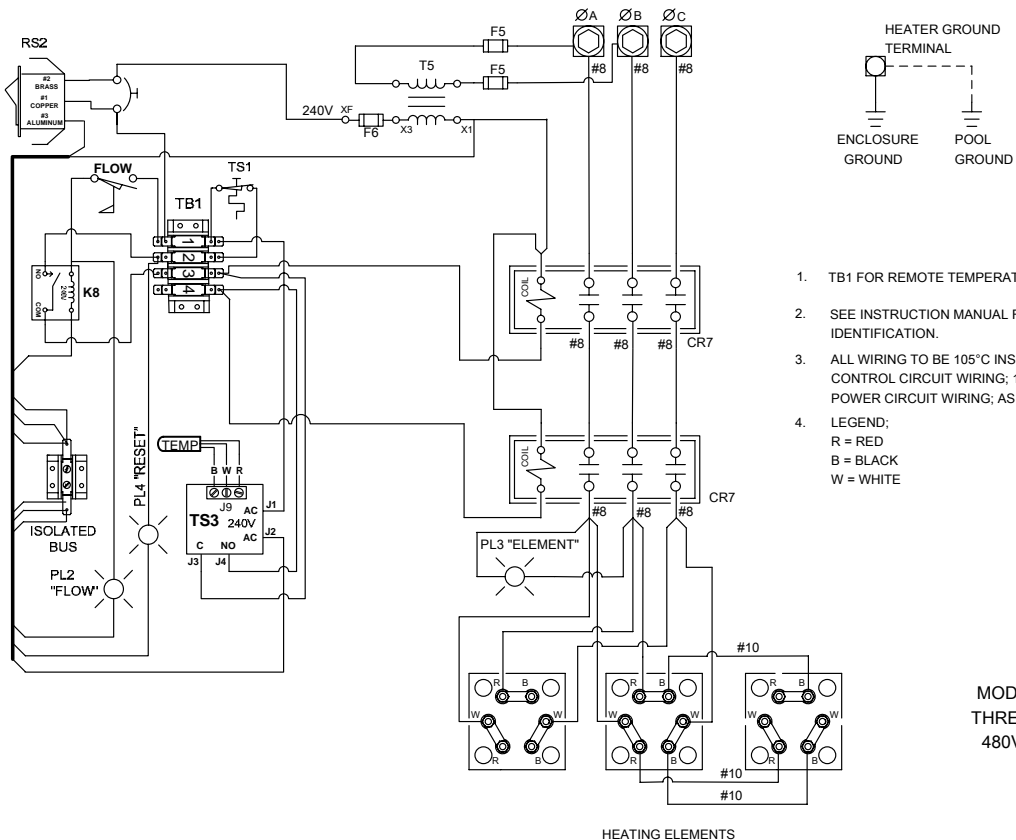 ØA
ØB
ØC
F5
F5
#8
#8
#8
T5
240V
XF
F6
X3
X1
RS2
#2
BRASS
#1
COPPER
#3
ALUMINUM
FLOW
TS1
TB1
1
2
3
4
NO
COM
240V
K8
COIL
#8
#8
#8
CR7
COIL
#8
#8
#8
CR7
TEMP
B W R
J9
TS3
240V
AC
AC
J1
J2
C
NO
J3
J4
PL4 "RESET"
ISOLATED
BUS
PL2
"FLOW"
PL3 "ELEMENT"
#10
R
B
W
W
R
B
R
B
W
W
R
B
R
B
W
W
R
B
#10
#10
HEATING ELEMENTS
HEATER GROUND
TERMINAL
ENCLOSURE
GROUND
POOL
GROUND
1. TB1 FOR REMOTE TEMPERAT
2. SEE INSTRUCTION MANUAL F
IDENTIFICATION.
3. ALL WIRING TO BE 105°C INS
CONTROL CIRCUIT WIRING; 1
POWER CIRCUIT WIRING; AS
4. LEGEND;
R = RED
B = BLACK
W = WHITE
MOD
THRE
480V